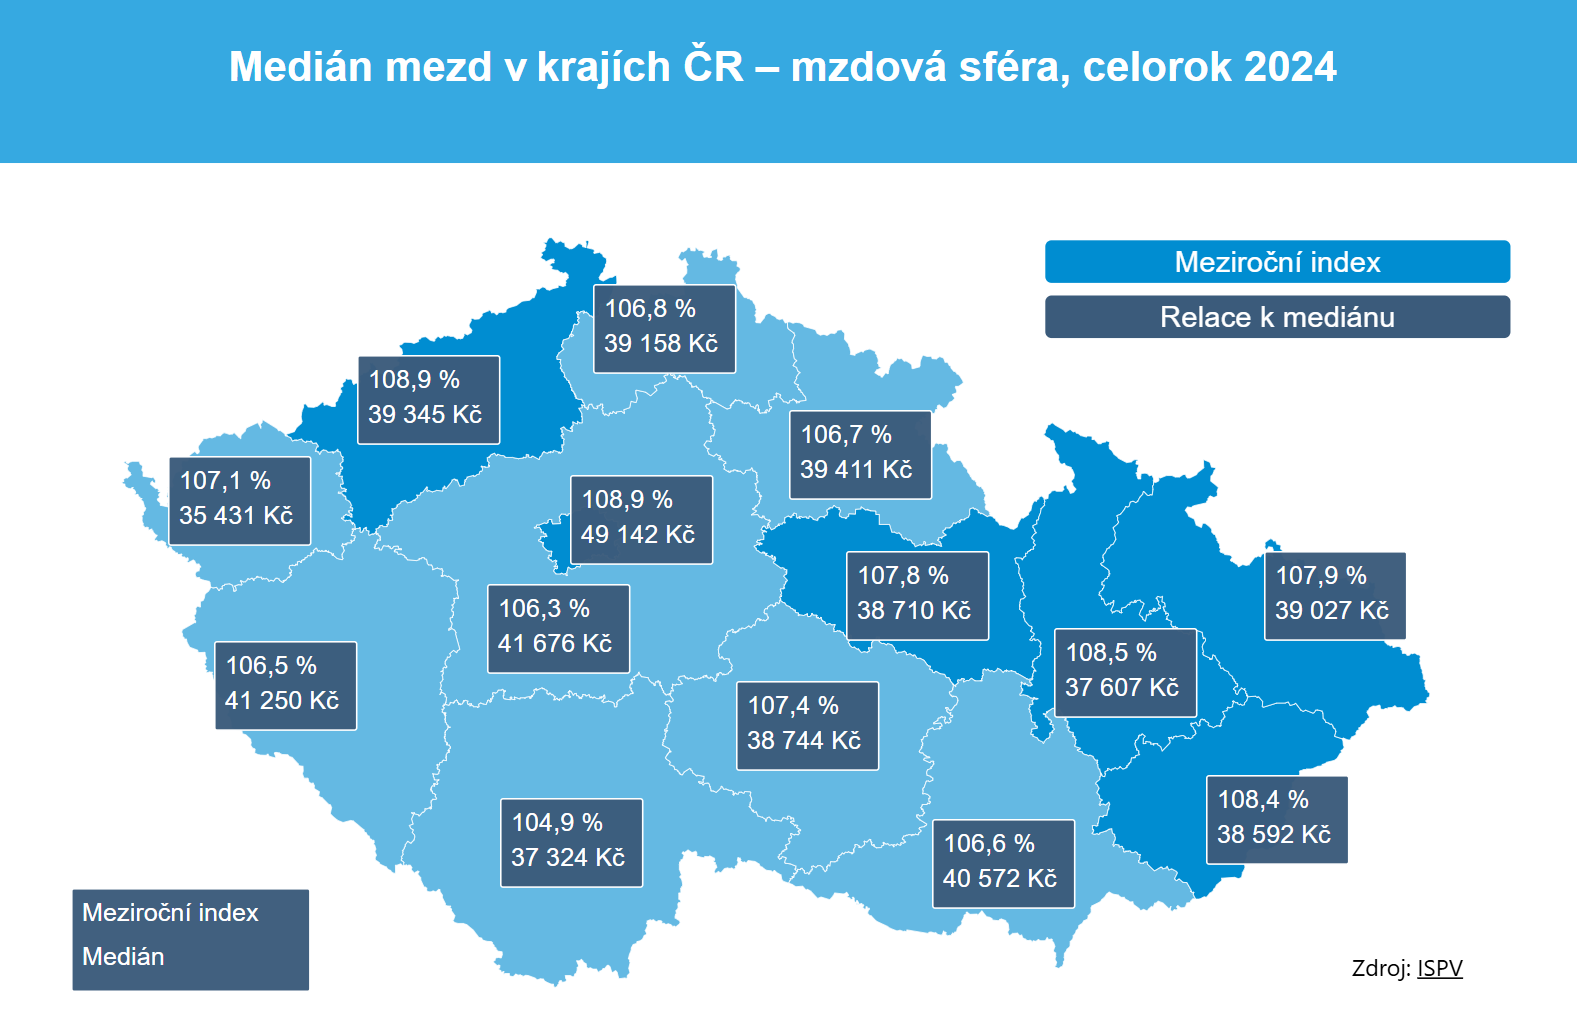 Medián mezd v krajích ČR – mzdová sféra, celorok 2024
Meziroční index
Relace k mediánu
106,8 %
39 158 Kč
108,9 %
39 345 Kč
106,7 %
39 411 Kč
107,1 %
35 431 Kč
108,9 %
49 142 Kč
107,8 %
38 710 Kč
107,9 %
39 027 Kč
106,3 %
41 676 Kč
108,5 %
37 607 Kč
106,5 %
41 250 Kč
107,4 %
38 744 Kč
108,4 %
38 592 Kč
104,9 %
37 324 Kč
106,6 %
40 572 Kč
Meziroční index
Medián
Zdroj: ISPV